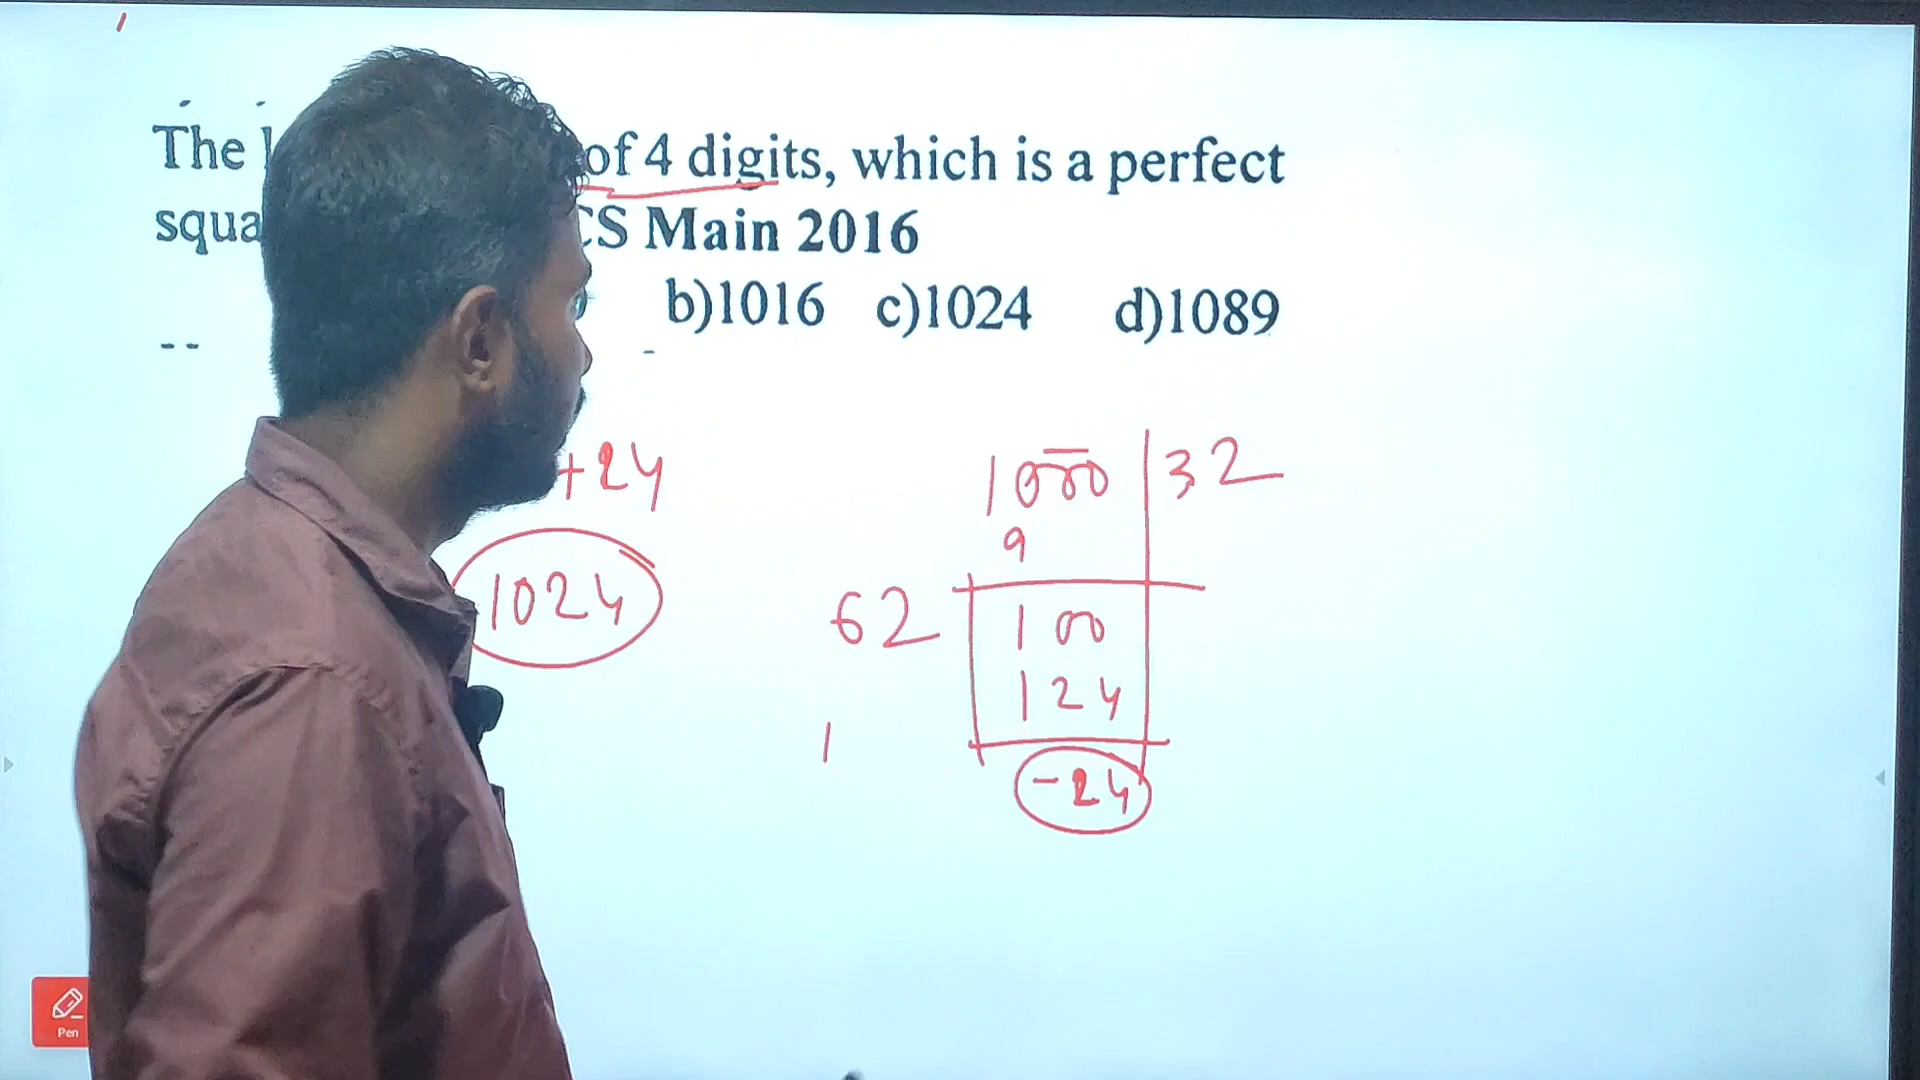 The of 4 digits, which is a perfect
squa CS Main 2016
b)1016 c)1024 d)1089
+24
1024
1000 32
9
62 100
124
1
-24
Pen